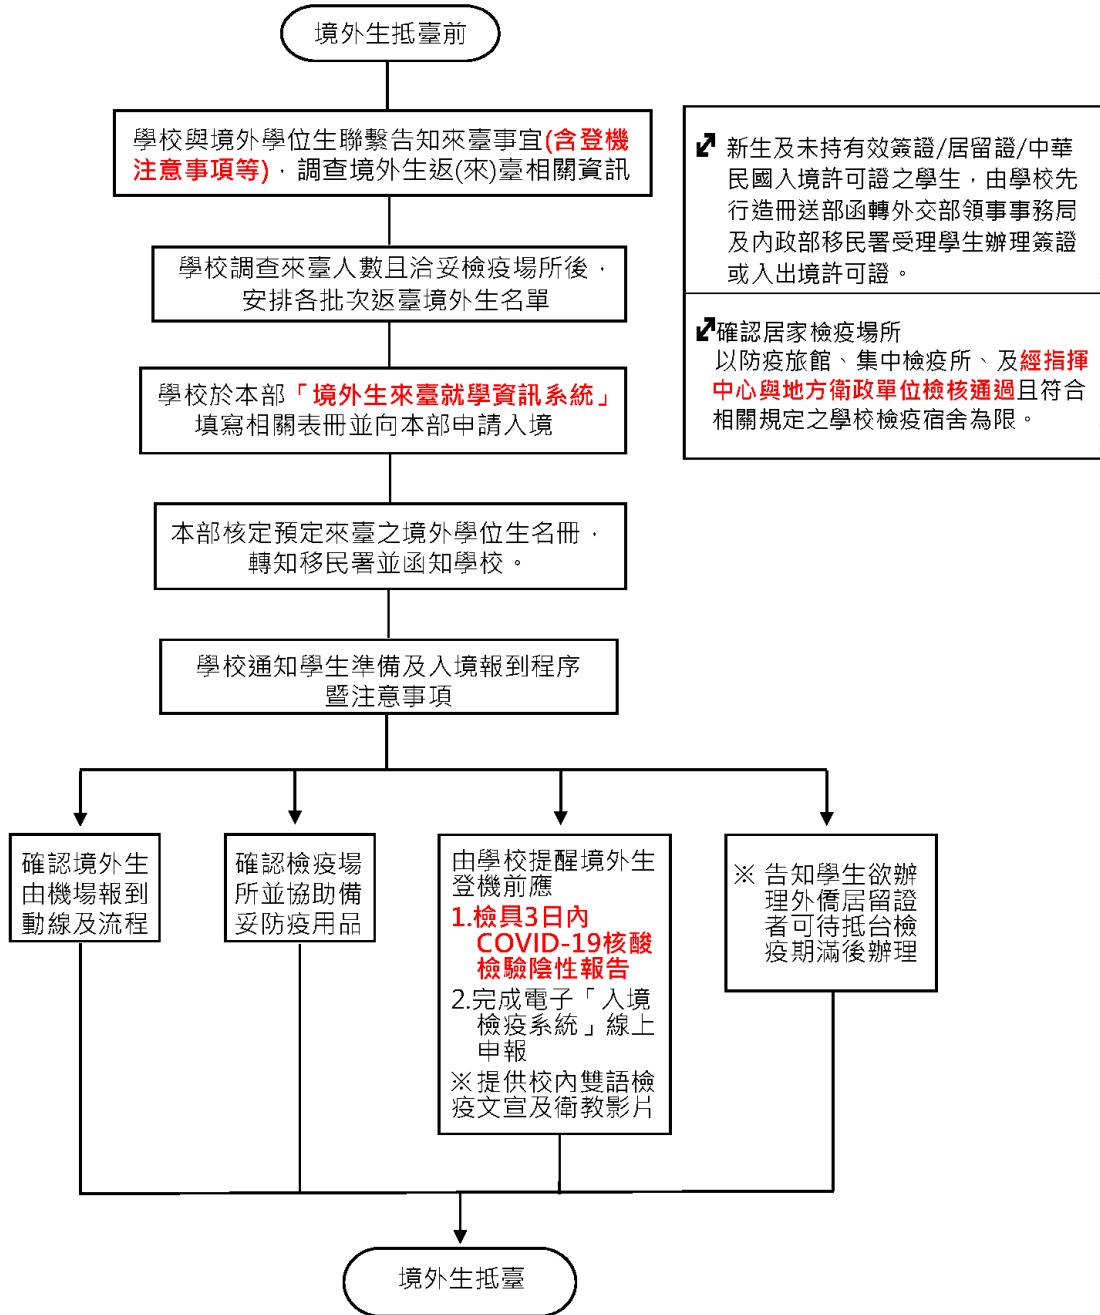 境外生抵臺前
學校與境外學位生聯繫告知來臺事宜(含登機
注意事項等)，調查境外生返(來)臺相關資訊
學校調查來臺人數且洽妥檢疫場所後，
安排各批次返臺境外生名單
學校於本部「境外生來臺就學資訊系統」
填寫相關表冊並向本部申請入境
本部核定預定來臺之境外學位生名冊，
轉知移民署並函知學校。
學校通知學生準備及入境報到程序
暨注意事項
新生及未持有效簽證/居留證/中華
民國入境許可證之學生，由學校先
行造冊送部函轉外交部領事事務局
及內政部移民署受理學生辦理簽證
或入出境許可證。
確認居家檢疫場所
以防疫旅館、集中檢疫所、及經指揮
中心與地方衛政單位檢核通過且符合
相關規定之學校檢疫宿舍為限。
確認境外生
由機場報到
動線及流程
確認檢疫場
所並協助備
妥防疫用品
由學校提醒境外生
登機前應
1.檢具3日內
COVID-19核酸
檢驗陰性報告
2.完成電子「入境
檢疫系統」線上
申報
※提供校內雙語檢
疫文宣及衛教影片
※ 告知學生欲辦
理外僑居留證
者可待抵台檢
疫期滿後辦理
境外生抵臺